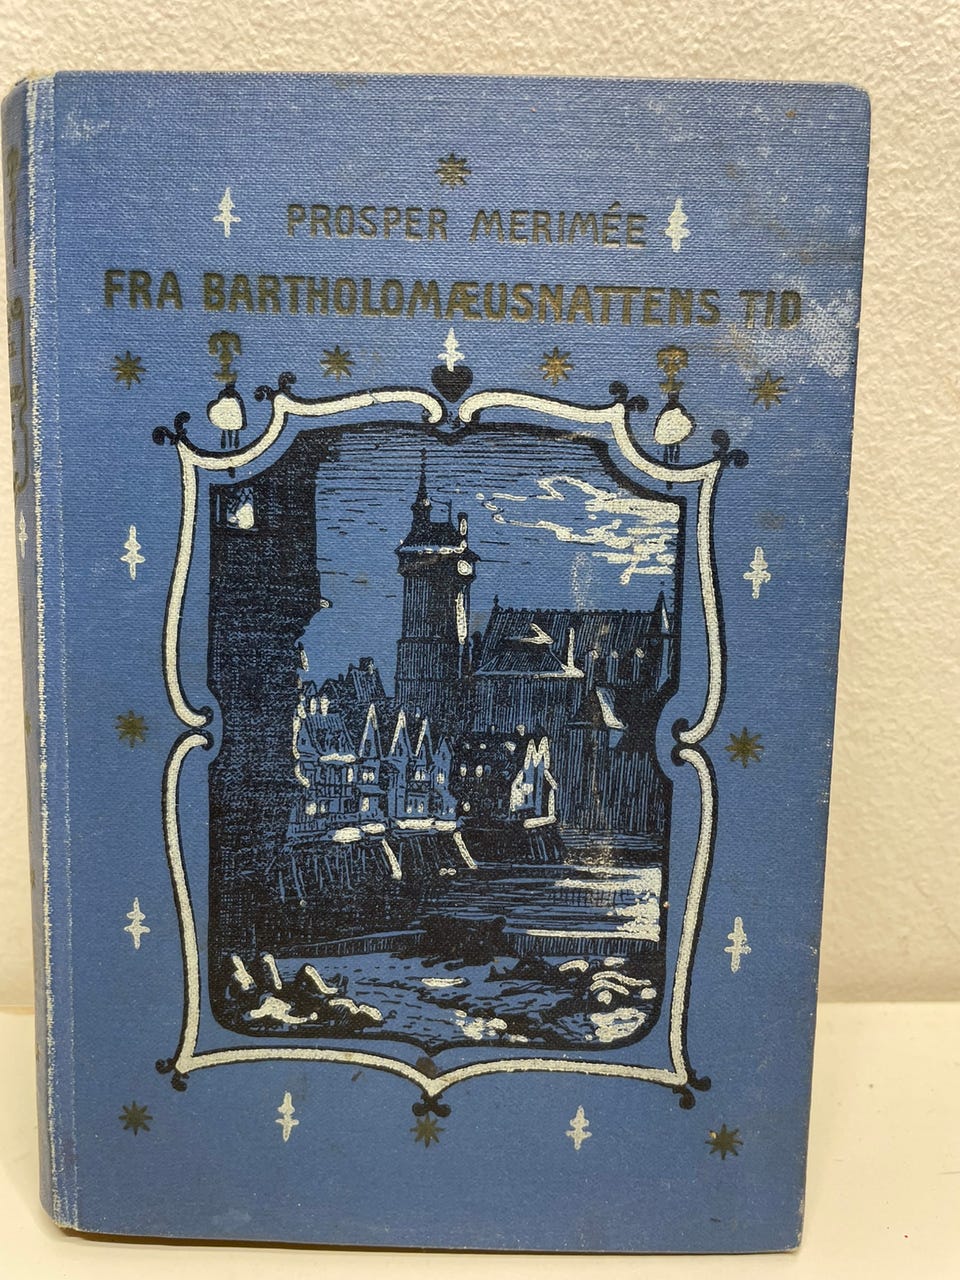 PROSPER MERIMÉE
FRA BARTHOLOMÆUSNATTENS TID